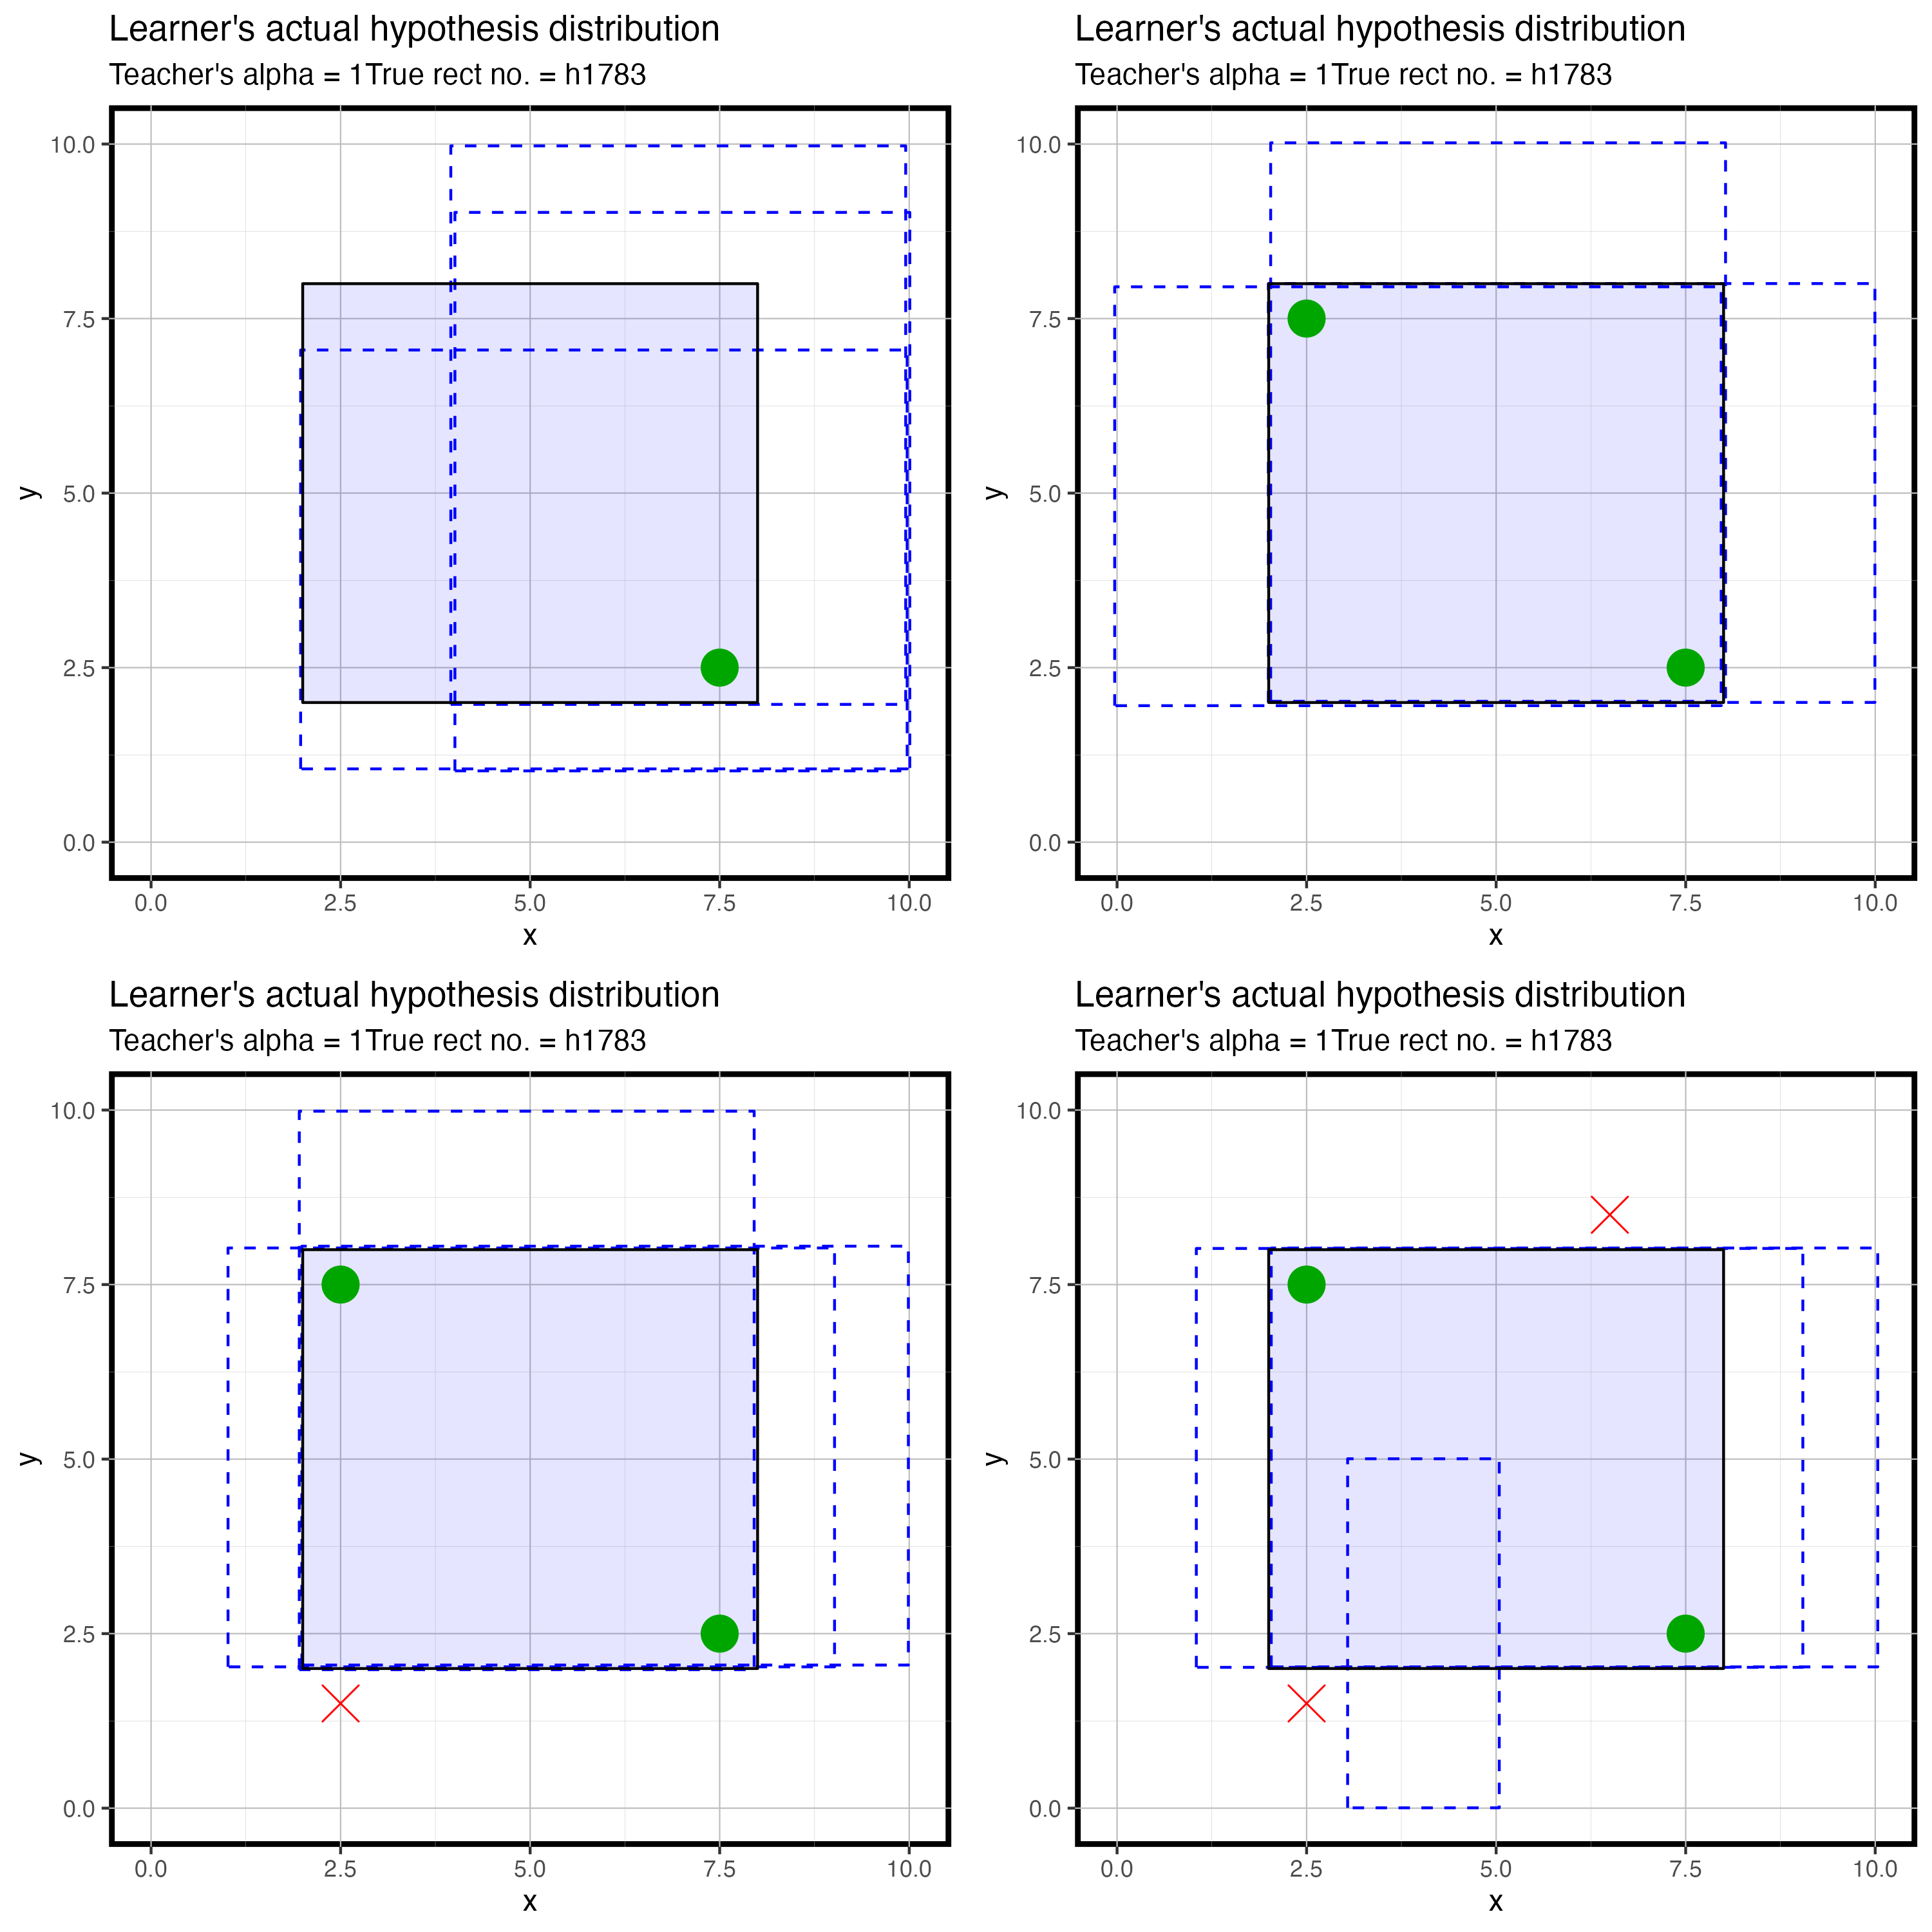 Learner's actual hypothesis distribution
Teacher's alpha = 1True rect no. = h1783
10.0
7.5
5.0
2.5
0.0
y
0.0 2.5 5.0 7.5 10.0
x
Learner's actual hypothesis distribution
Teacher's alpha = 1True rect no. = h1783
10.0
7.5
5.0
2.5
0.0
y
0.0 2.5 5.0 7.5 10.0
x
Learner's actual hypothesis distribution
Teacher's alpha = 1True rect no. = h1783
10.0
7.5
5.0
2.5
0.0
y
0.0 2.5 5.0 7.5 10.0
x
Learner's actual hypothesis distribution
Teacher's alpha = 1True rect no. = h1783
10.0
7.5
5.0
2.5
0.0
y
0.0 2.5 5.0 7.5 10.0
x